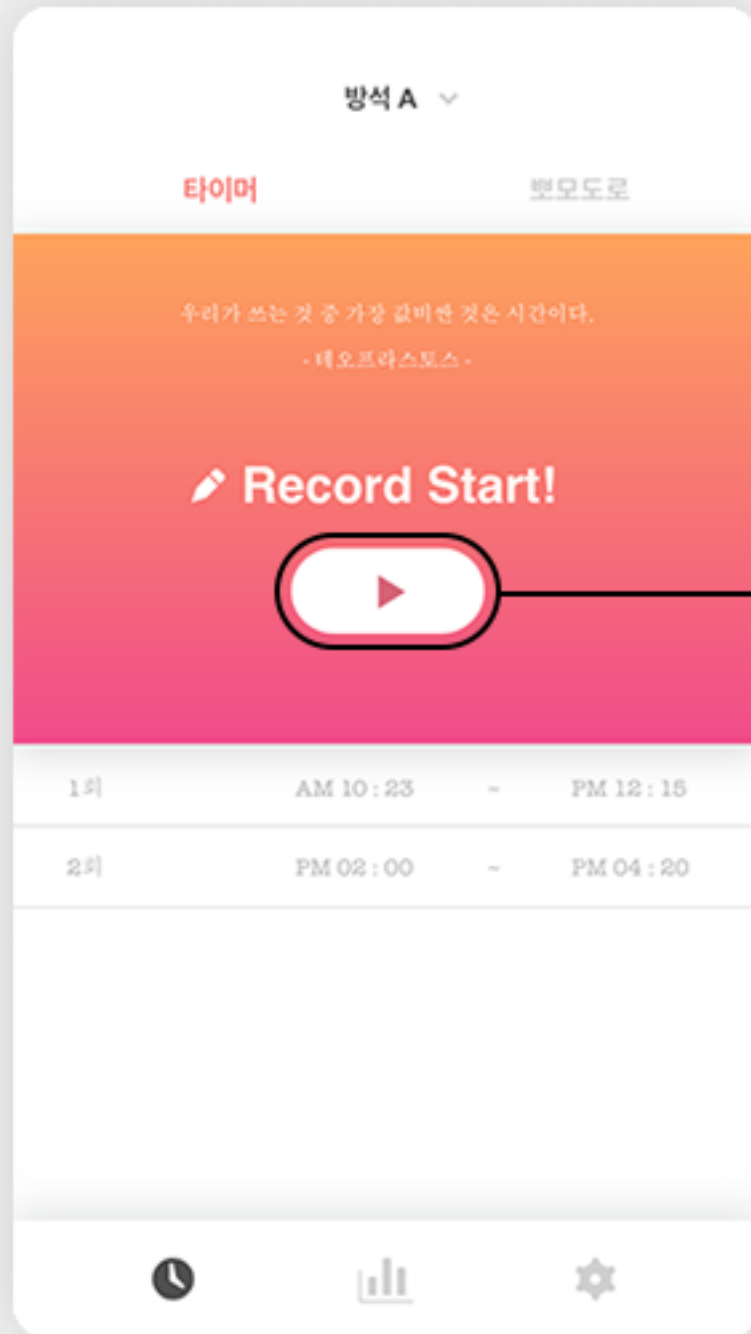 방석 A
타이머 뽀모도로
우리가 쓰는 것 중 가장 값비싼 것은 시간이다.
- 테오프라스토스 -
Record Start!
1회 AM 10 : 23 ~ PM 12 : 15
2회 PM 02 : 00 ~ PM 04 : 20